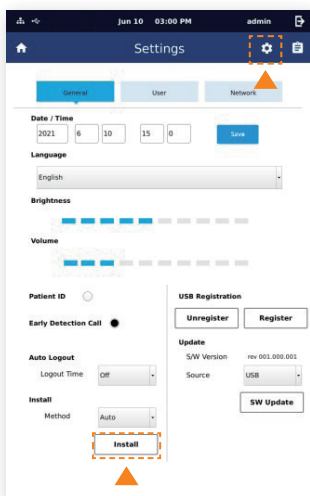 Jun 10 03:00 PM admin
Settings
General User Network
Date / Time
2021 6 10 15 0 Save
Language
English
Brightness
Volume
Patient ID
Early Detection Call
Auto Logout
Logout Time Off
Install
Method Auto
Install
USB Registration
Unregister Register
Update
S/W Version rev 001.000.001
Source USB
SW Update